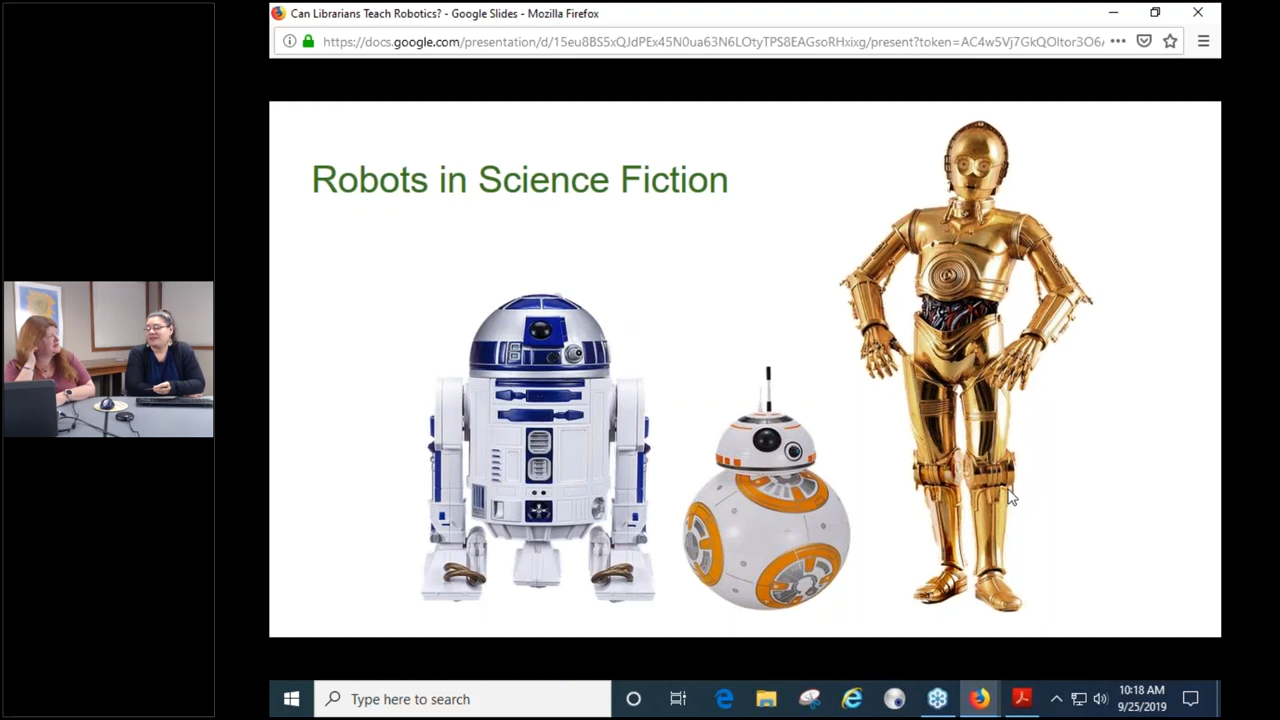 Can Librarians Teach Robotics? - Google Slides - Mozilla Firefox
https://docs.google.com/presentation/d/15eu8BS5xQJdPEx45N0ua63N6LOtyTPS8EAGsoRHxixg/present?token=AC4w5Vj7GkQOltor3O6A
Robots in Science Fiction
Type here to search
10:18 AM
9/25/2019